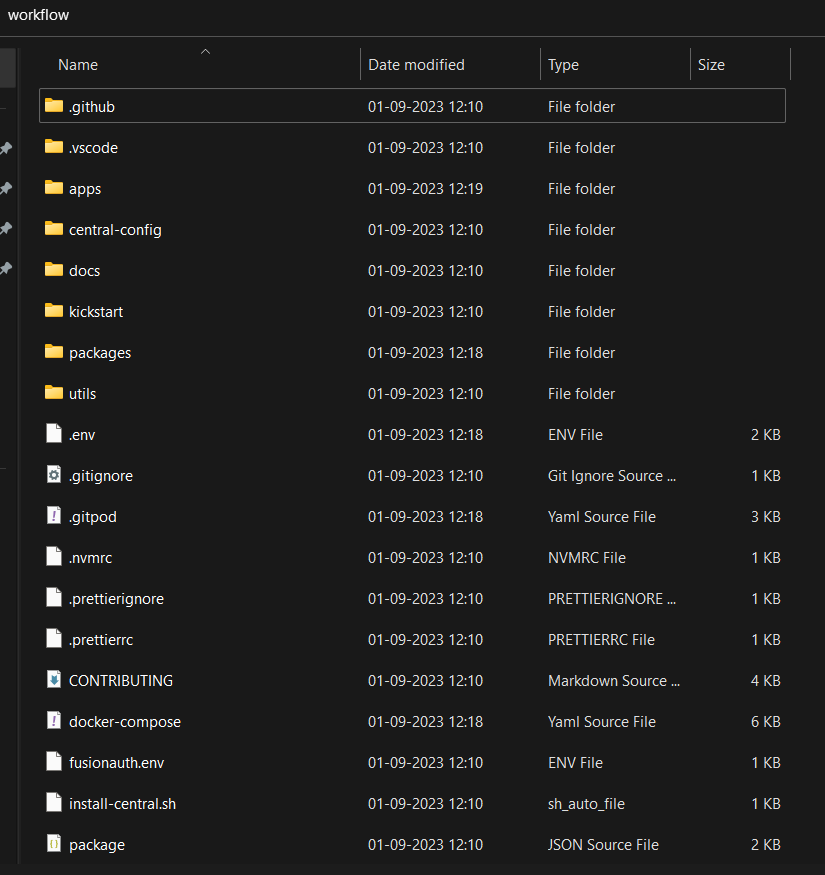 workflow
Name Date modified Type Size
.github 01-09-2023 12:10 File folder
.vscode 01-09-2023 12:10 File folder
apps 01-09-2023 12:19 File folder
central-config 01-09-2023 12:10 File folder
docs 01-09-2023 12:10 File folder
kickstart 01-09-2023 12:10 File folder
packages 01-09-2023 12:18 File folder
utils 01-09-2023 12:10 File folder
.env 01-09-2023 12:18 ENV File 2 KB
.gitignore 01-09-2023 12:10 Git Ignore Source ... 1 KB
.gitpod 01-09-2023 12:18 Yaml Source File 3 KB
.nvmrc 01-09-2023 12:10 NVMRC File 1 KB
.prettierignore 01-09-2023 12:10 PRETTIERIGNORE ... 1 KB
.prettierrc 01-09-2023 12:10 PRETTIERRC File 1 KB
CONTRIBUTING 01-09-2023 12:10 Markdown Source ... 4 KB
docker-compose 01-09-2023 12:18 Yaml Source File 6 KB
fusionauth.env 01-09-2023 12:10 ENV File 1 KB
install-central.sh 01-09-2023 12:10 sh_auto_file 1 KB
package 01-09-2023 12:10 JSON Source File 2 KB